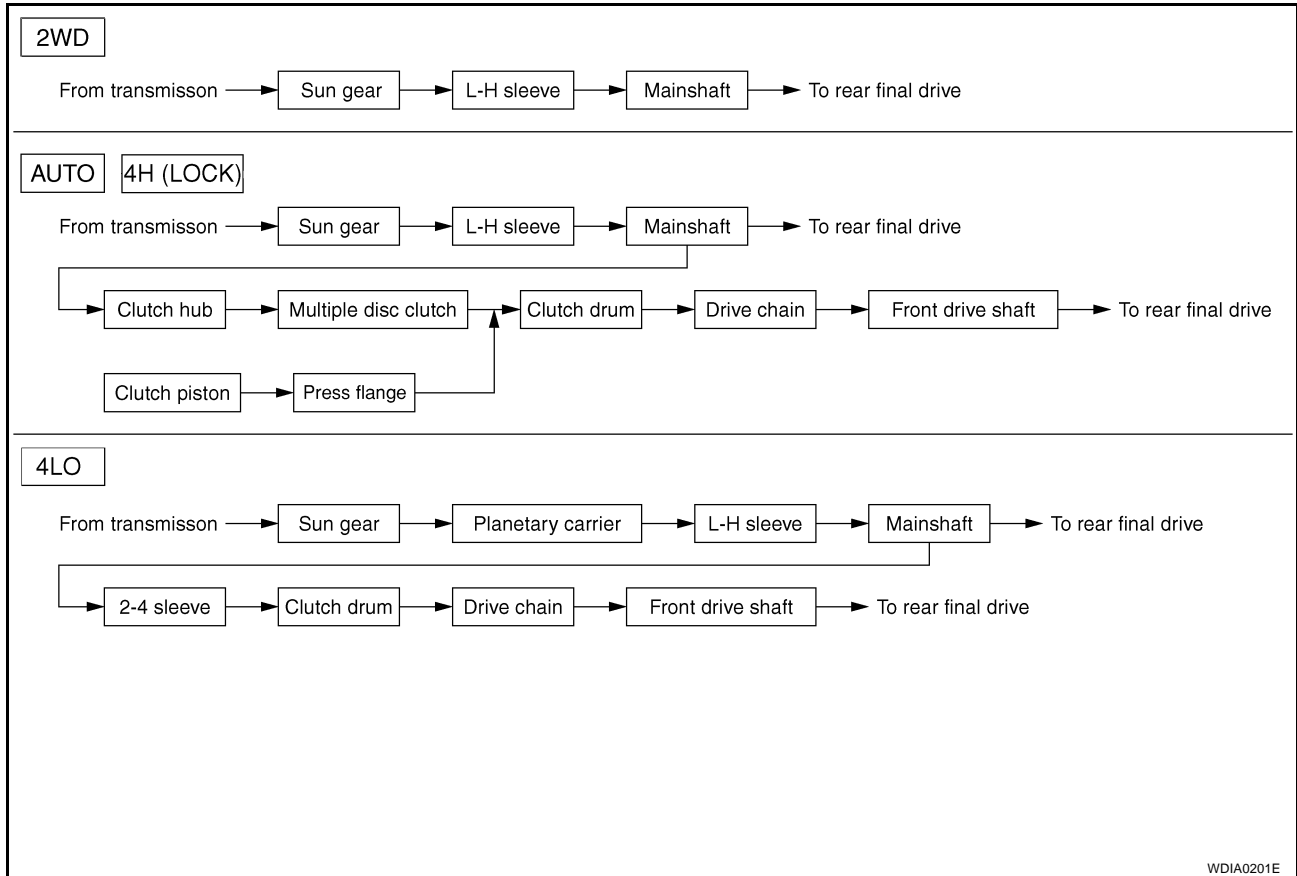 2WD
From transmisson Sun gear L-H sleeve Mainshaft To rear final drive
AUTO 4H (LOCK)
From transmisson Sun gear L-H sleeve Mainshaft To rear final drive
Clutch hub Multiple disc clutch Clutch drum Drive chain Front drive shaft To rear final drive
Clutch piston Press flange
4LO
From transmisson Sun gear Planetary carrier L-H sleeve Mainshaft To rear final drive
2-4 sleeve Clutch drum Drive chain Front drive shaft To rear final drive
WDIA0201E